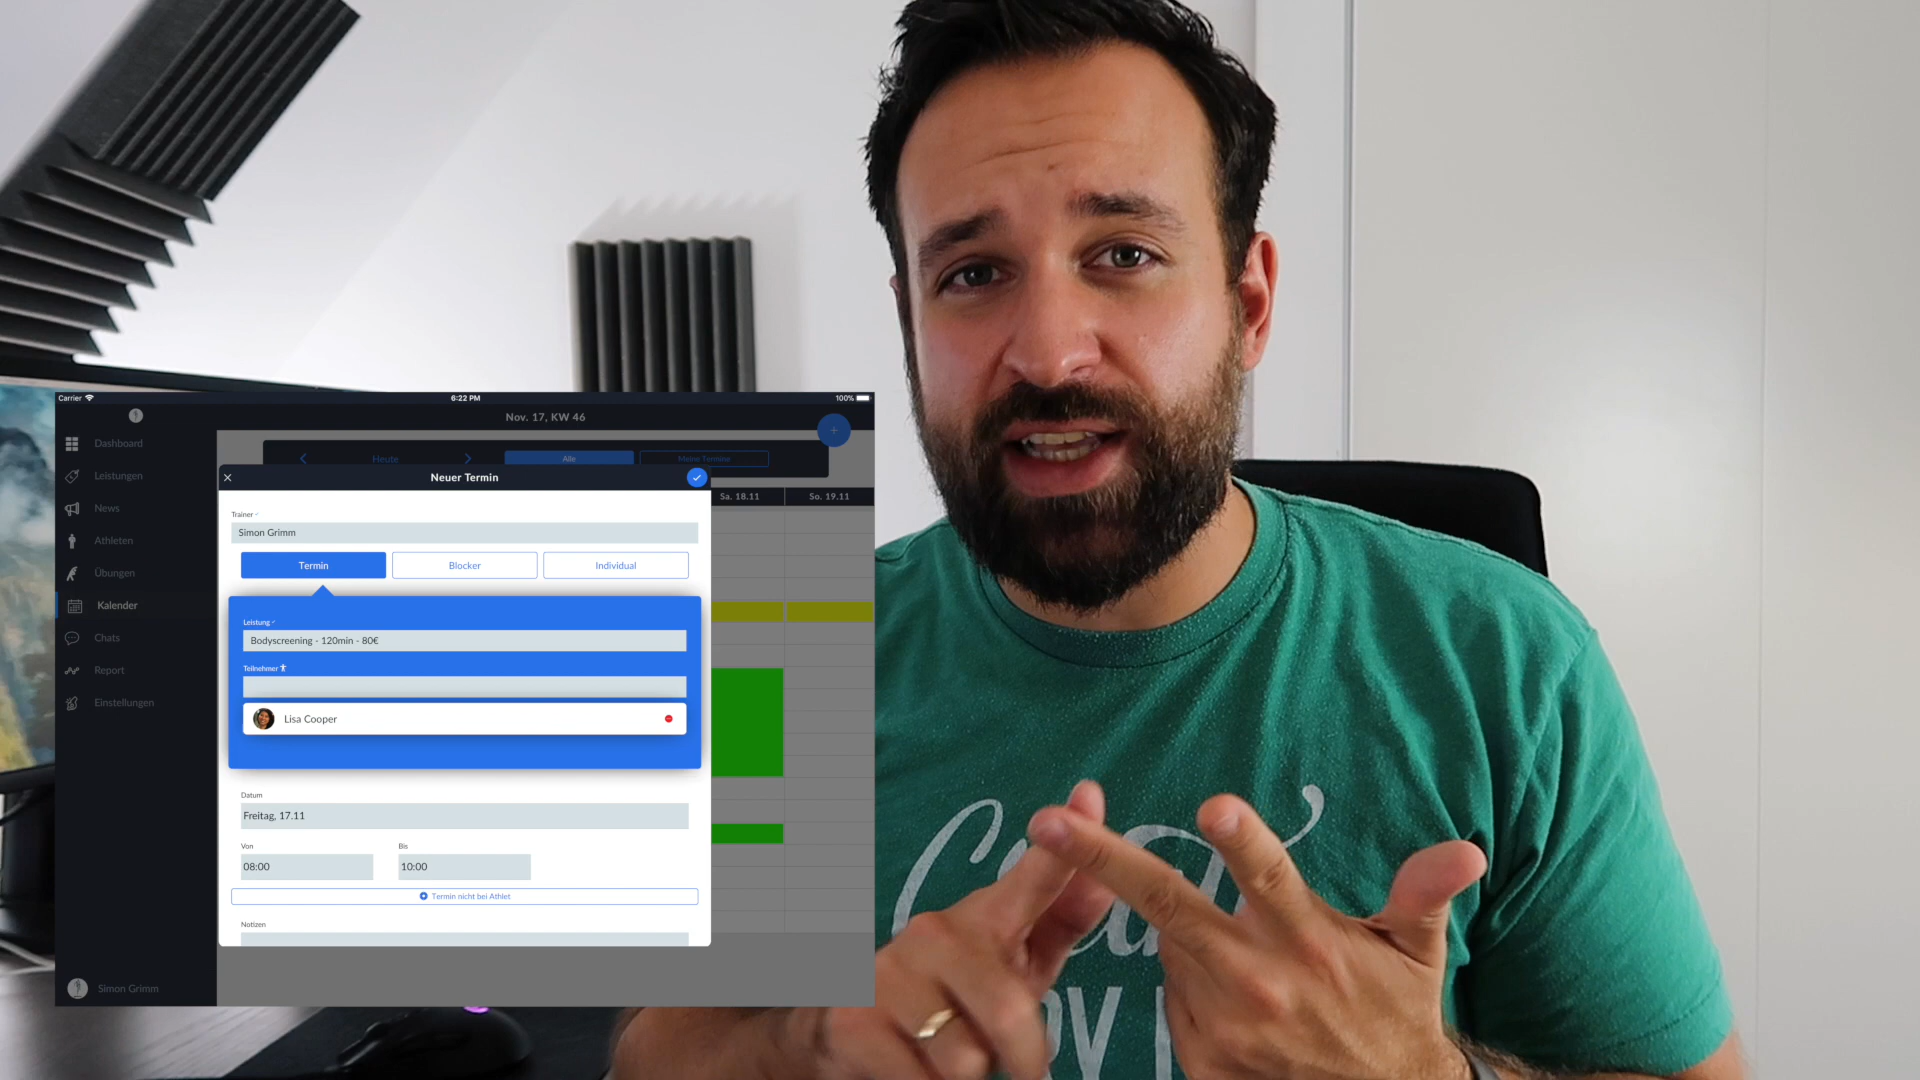 Carrier
6:22 PM
100%
Nov. 17, KW 46
Dashboard
Leistungen
News
Athleten
Übungen
Kalender
Chats
Report
Einstellungen
Simon Grimm
Heute
Alle
Meine Termine
+
Sa. 18.11
So. 19.11
Neuer Termin
Trainer
Simon Grimm
Termin
Blocker
Individual
Leistung
Bodyscreening - 120min - 80€
Teilnehmer
Lisa Cooper
Datum
Freitag, 17.11
Von
Bis
08:00
10:00
Termin nicht bei Athlet
Notizen